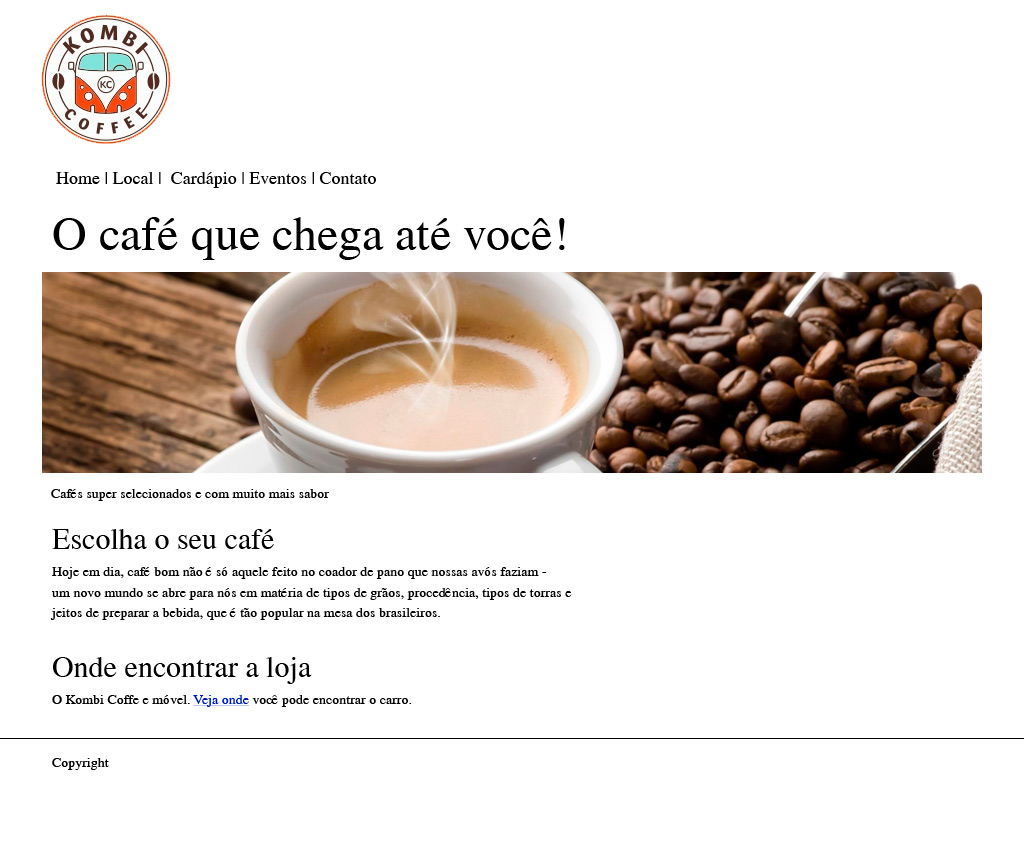 KOMBI
KC
COFFEE
Home | Local | Cardápio | Eventos | Contato
O café que chega até você!
Cafés super selecionados e com muito mais sabor
Escolha o seu café
Hoje em dia, café bom não é só aquele feito no coador de pano que nossas avós faziam -
um novo mundo se abre para nós em matéria de tipos de grãos, procedência, tipos de torras e
jeitos de preparar a bebida, que é tão popular na mesa dos brasileiros.
Onde encontrar a loja
O Kombi Coffe e móvel. Veja onde você pode encontrar o carro.
Copyright